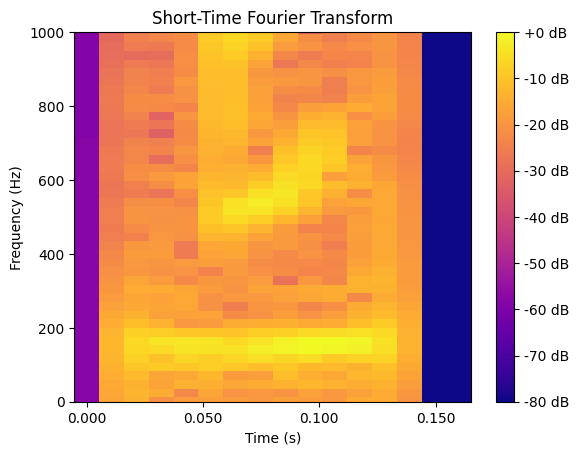 Short-Time Fourier Transform
1000
800
600
400
200
0
Frequency (Hz)
0.000
0.050
0.100
0.150
Time (s)
+0 dB
-10 dB
-20 dB
-30 dB
-40 dB
-50 dB
-60 dB
-70 dB
-80 dB